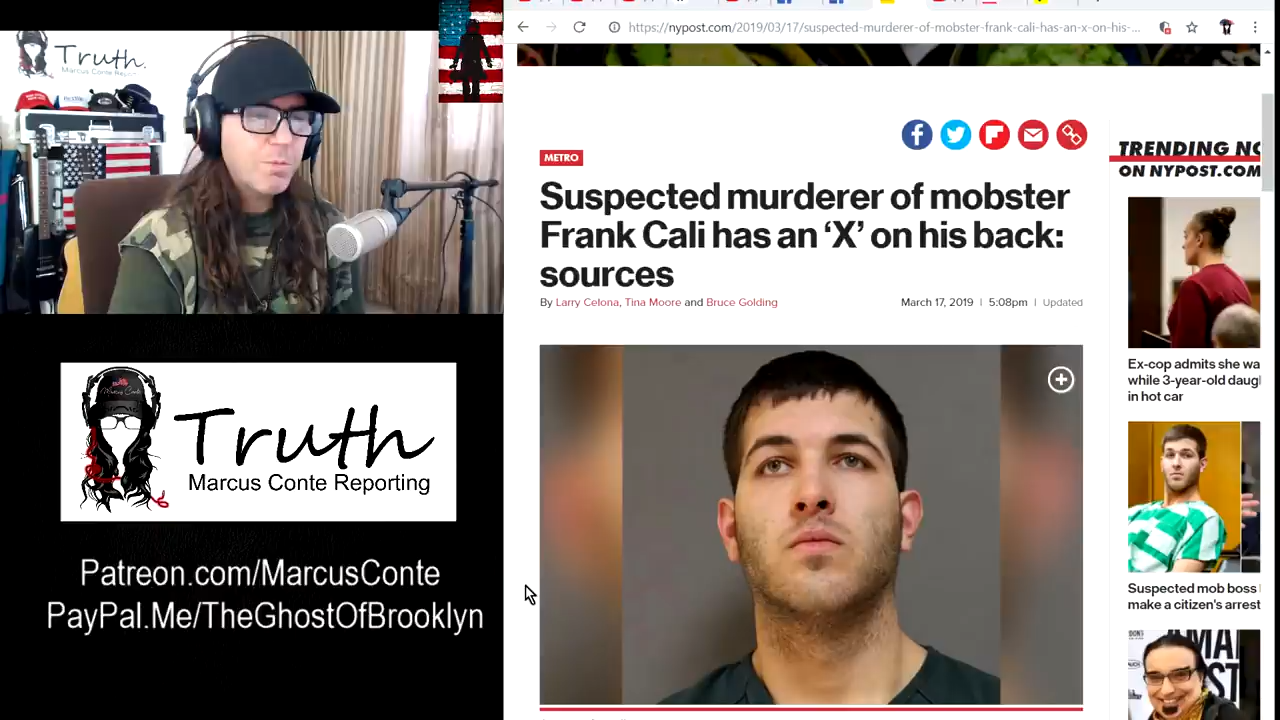 Truth.
Marcus Conte Repor
https://nypost.com/2019/03/17/suspected-murderer-of-mobster-frank-cali-has-an-x-on-his-...
METRO
Suspected murderer of mobster
Frank Cali has an ‘X’ on his back:
sources
By Larry Celona, Tina Moore and Bruce Golding
March 17, 2019 | 5:08pm | Updated
TRENDING NO
ON NYPOST.COM
Ex-cop admits she wa
while 3-year-old daug
in hot car
Suspected mob boss
make a citizen's arrest
Truth
Marcus Conte Reporting
Patreon.com/MarcusConte
PayPal.Me/TheGhostOfBrooklyn